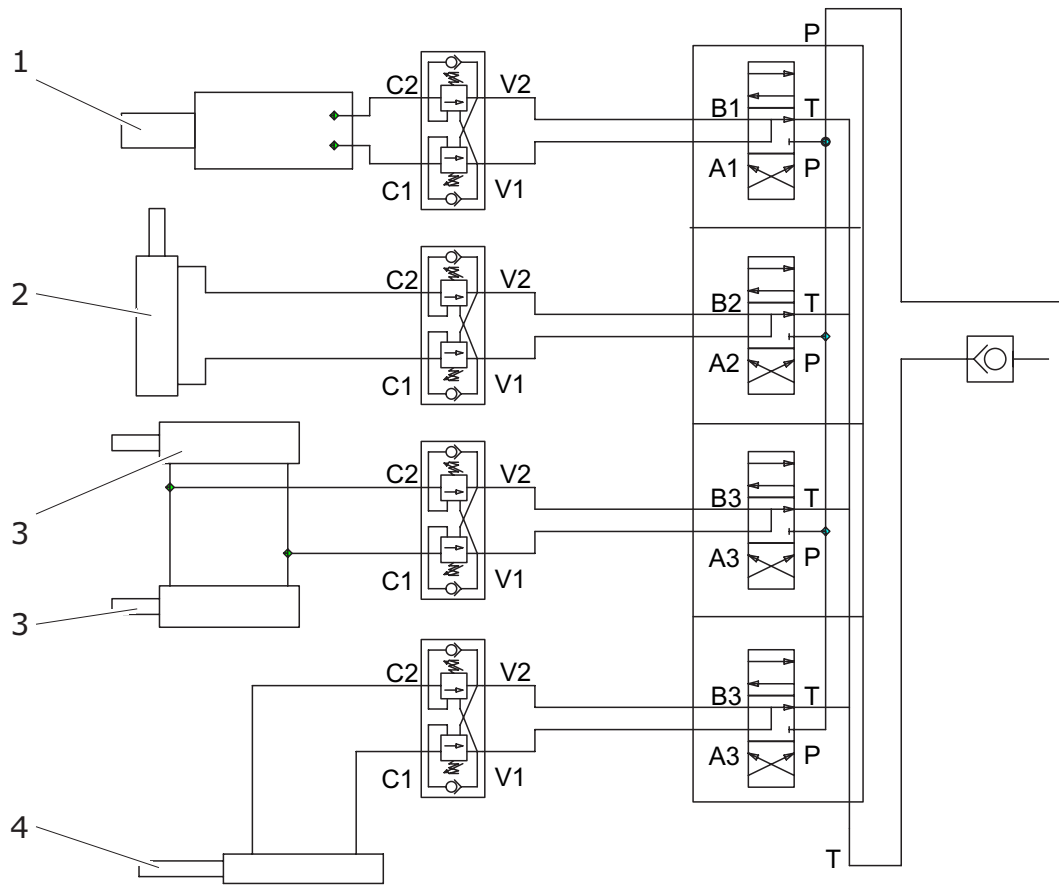 P
1
C2 V2 B1 T
C1 V1 A1 P
2
C2 V2 B2 T
C1 V1 A2 P
3
C2 V2 B3 T
C1 V1 A3 P
3
C2 V2 B3 T
C1 V1 A3 P
4
T